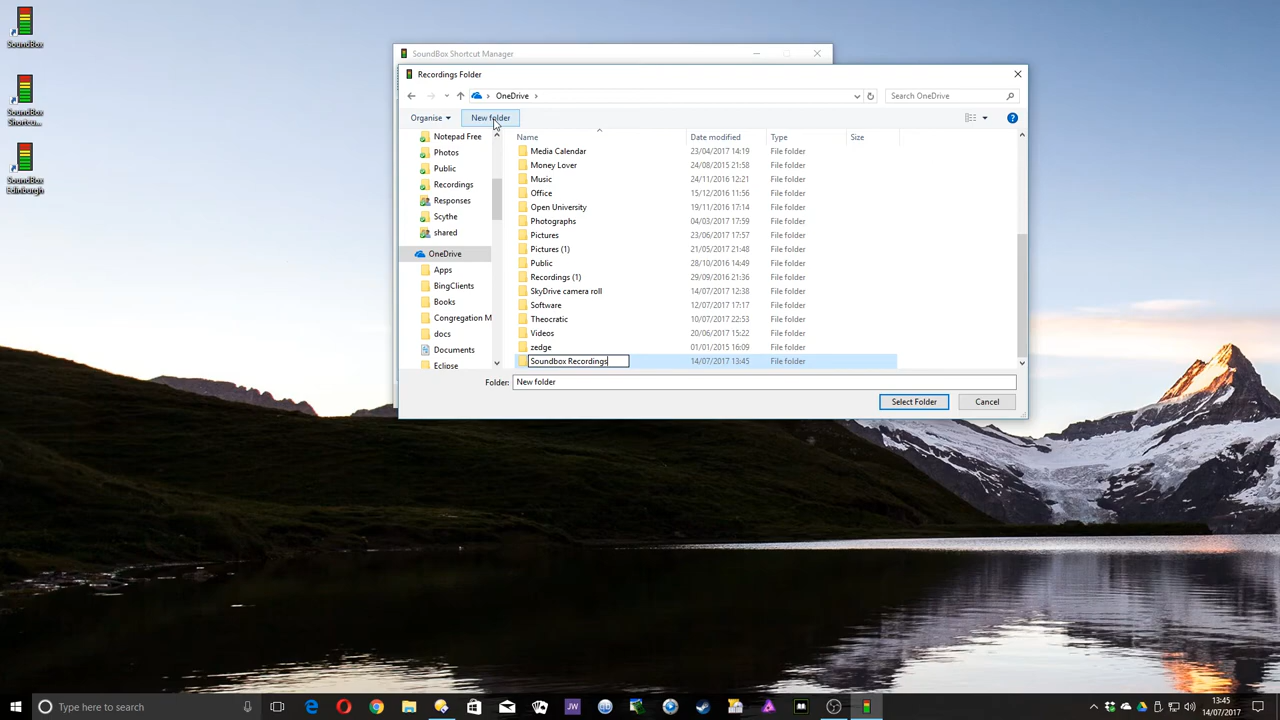 SoundBox
SoundBox
Shortcu...
SoundBox
Edinburgh
SoundBox Shortcut Manager
Recordings Folder
OneDrive
Search OneDrive
Organise
New folder
Name
Date modified
Type
Size
Notepad Free
Photos
Public
Recordings
Responses
Scythe
shared
OneDrive
Apps
BingClients
Books
Congregation M
docs
Documents
Eclipse
Media Calendar 23/04/2017 14:19 File folder
Money Lover 24/08/2015 21:58 File folder
Music 24/11/2016 12:21 File folder
Office 15/12/2016 11:56 File folder
Open University 19/11/2016 17:14 File folder
Photographs 04/03/2017 17:59 File folder
Pictures 23/06/2017 17:57 File folder
Pictures (1) 21/05/2017 21:48 File folder
Public 28/10/2016 14:49 File folder
Recordings (1) 29/09/2016 21:36 File folder
SkyDrive camera roll 14/07/2017 12:38 File folder
Software 12/07/2017 17:17 File folder
Theocratic 10/07/2017 22:53 File folder
Videos 20/06/2017 15:22 File folder
zedge 01/01/2015 16:09 File folder
Soundbox Recordings 14/07/2017 13:45 File folder
Folder: New folder
Select Folder
Cancel
Type here to search
JW
13:45
14/07/2017